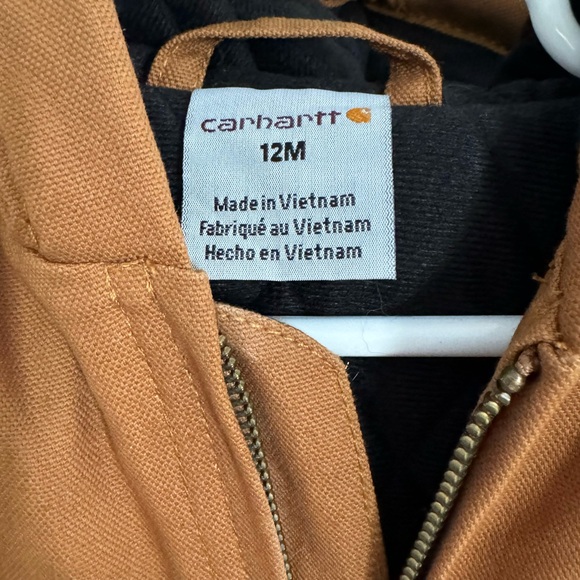 carhartt
12M
Made in Vietnam
Fabriqué au Vietnam
Hecho en Vietnam